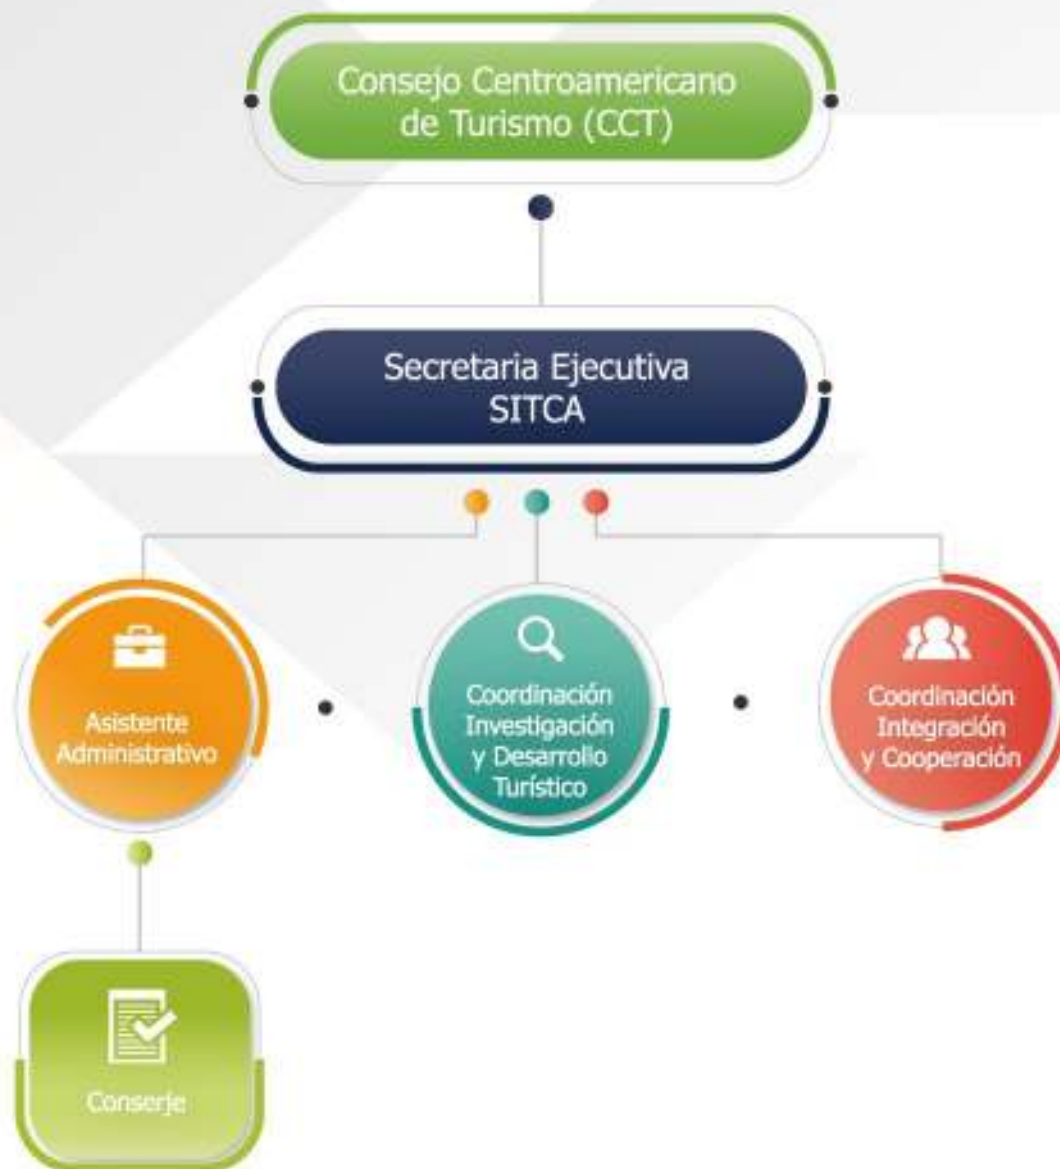 Consejo Centroamericano
de Turismo (CCT)
Secretaria Ejecutiva
SITCA
Asistente
Administrativo
Coordinación
Investigación
y Desarrollo
Turístico
Coordinación
Integración
y Cooperación
Conserje